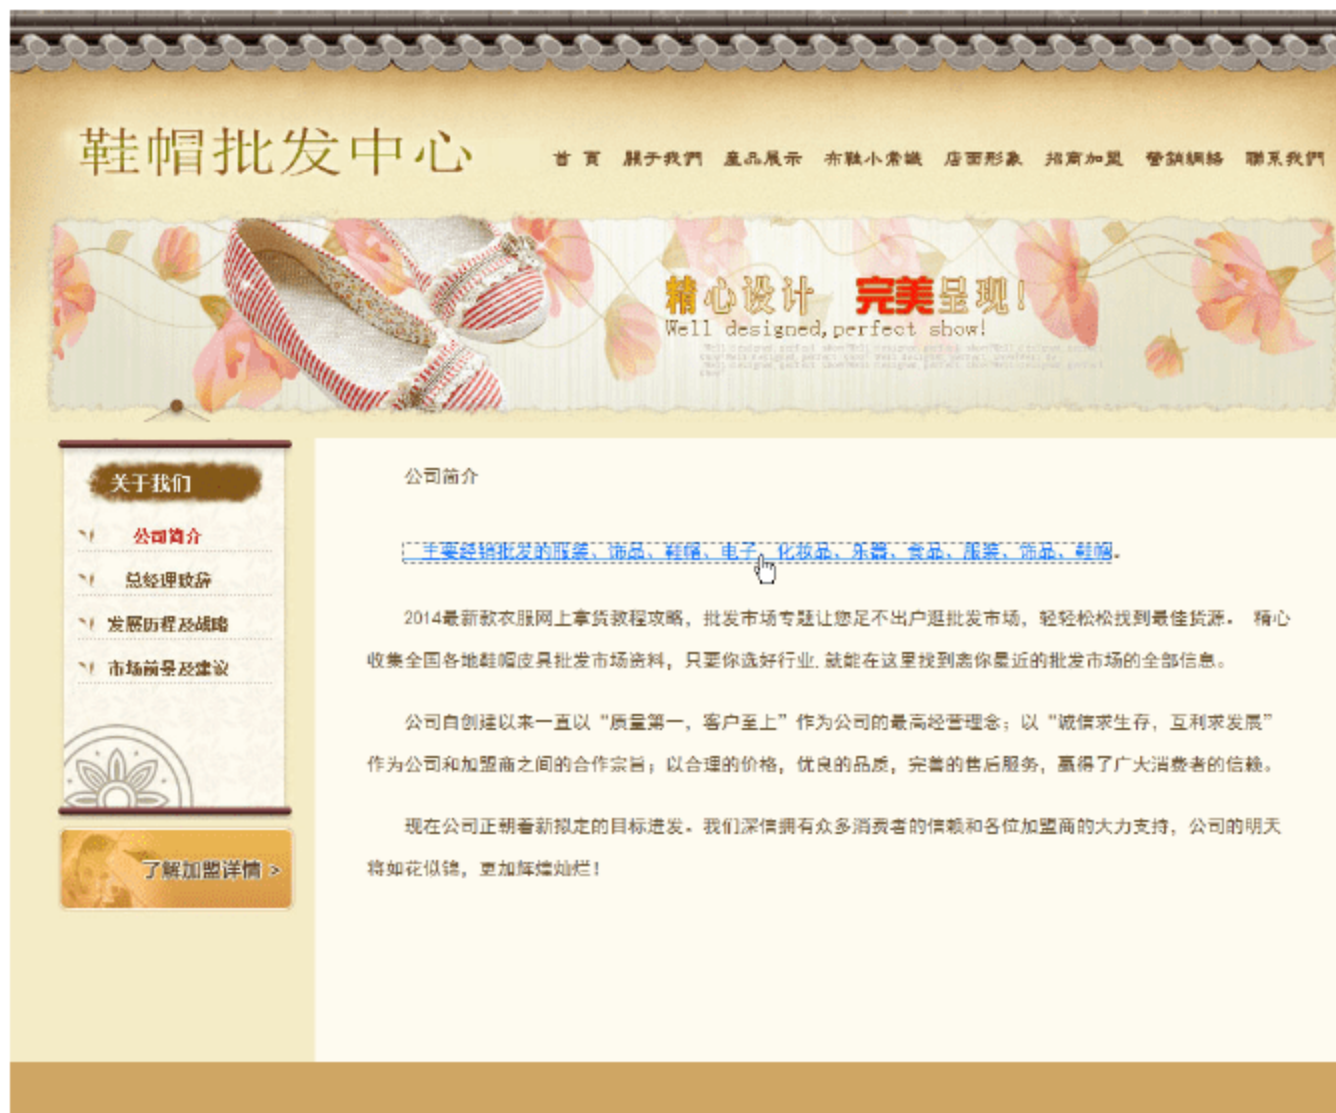 鞋帽批发中心
首 頁 關于我們 產品展示 布鞋小常識 店面形象 招商加盟 營銷網絡 聯系我們
精心设计 完美呈现!
Well designed,perfect show!
关于我们
公司简介
总经理致辞
发展历程及战略
市场前景及建议
了解加盟详情 >
公司简介
主要经销批发的服装、饰品、鞋帽、电子、化妆品、乐器、食品、服装、饰品、鞋帽。
2014最新款衣服网上拿货教程攻略，批发市场专题让您足不出户逛批发市场，轻轻松松找到最佳货源。 精心
收集全国各地鞋帽皮具批发市场资料，只要你选好行业,就能在这里找到离你最近的批发市场的全部信息。
公司自创建以来一直以“质量第一，客户至上”作为公司的最高经营理念；以“诚信求生存，互利求发展”
作为公司和加盟商之间的合作宗旨；以合理的价格，优良的品质，完善的售后服务，赢得了广大消费者的信赖。
现在公司正朝着新拟定的目标进发。我们深信拥有众多消费者的信赖和各位加盟商的大力支持，公司的明天
将如花似锦，更加辉煌灿烂！